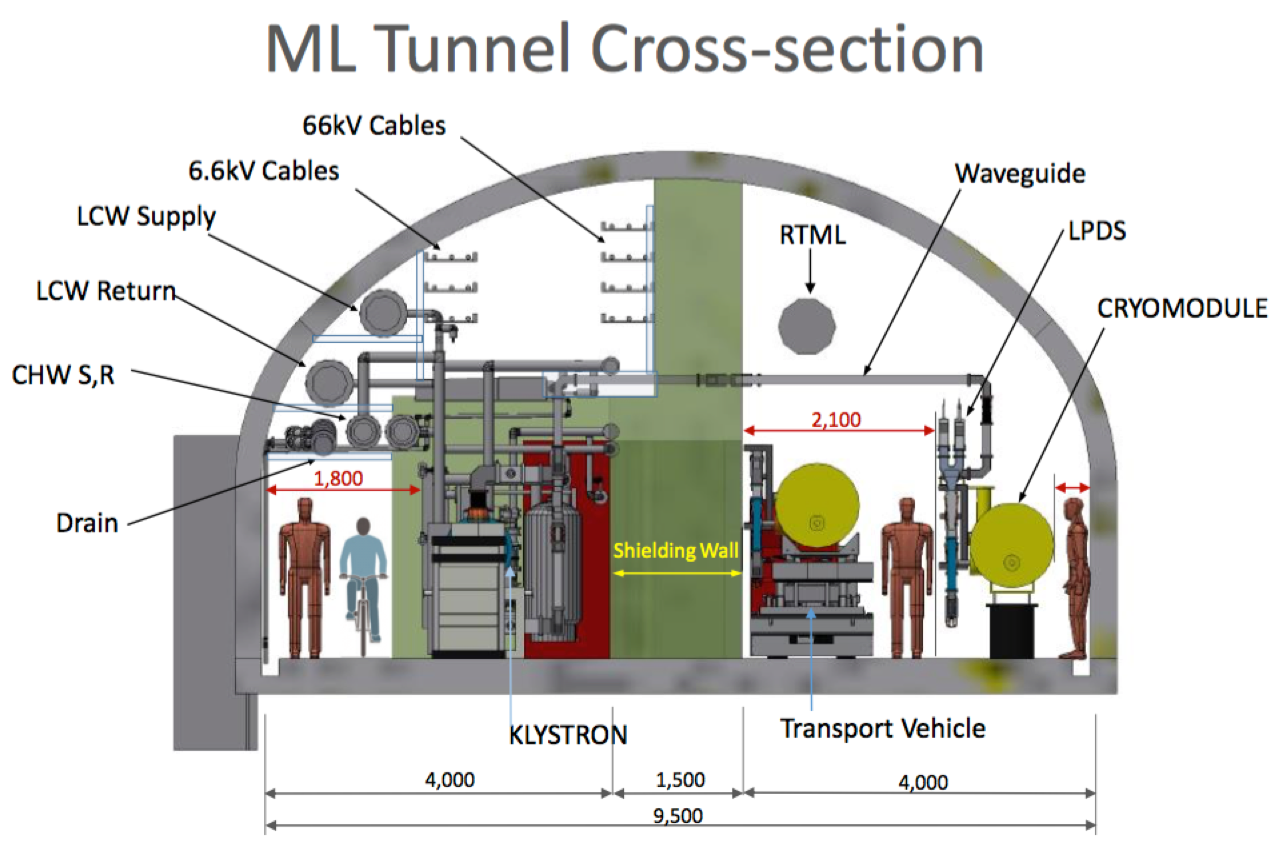 ML Tunnel Cross-section
66kV Cables
6.6kV Cables
Waveguide
LCW Supply
RTML
LPDS
LCW Return
CRYOMODULE
CHW S,R
2,100
1,800
Drain
Shielding Wall
KLYSTRON
Transport Vehicle
4,000
1,500
4,000
9,500